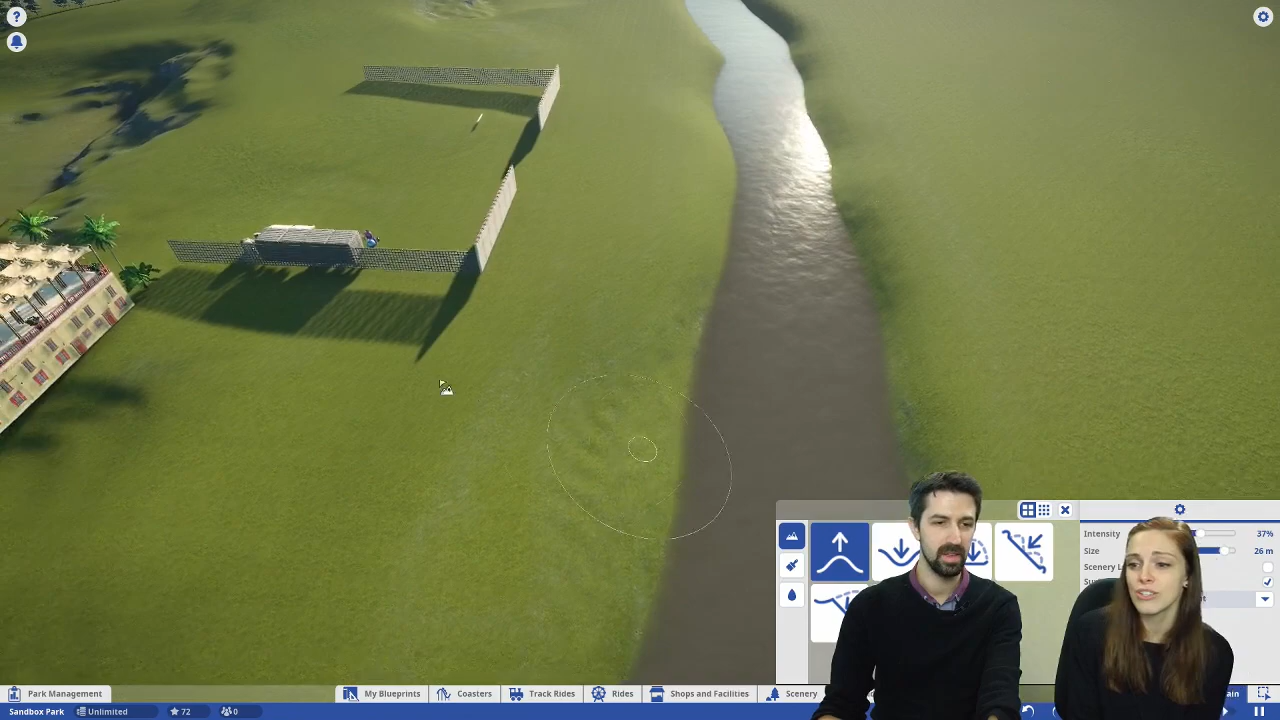 ?
Intensity 37%
Size 26 m
Scenery
Park Management
My Blueprints
Coasters
Track Rides
Rides
Shops and Facilities
Scenery
Sandbox Park
Unlimited
72
0